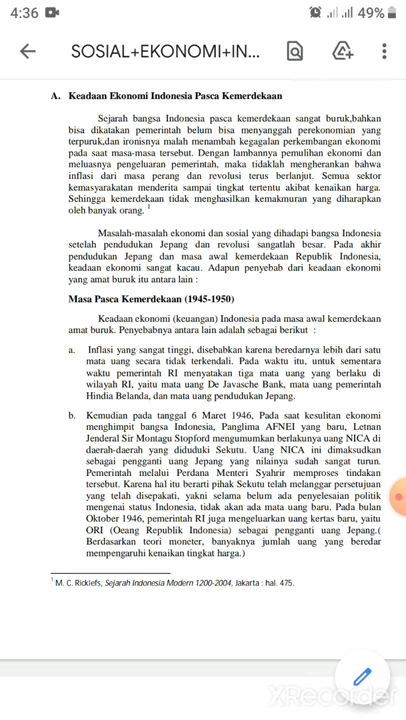 4:36
49%
SOSIAL+EKONOMI+IN...
A. Keadaan Ekonomi Indonesia Pasca Kemerdekaan
Sejarah bangsa Indonesia pasca kemerdekaan sangat buruk,bahkan
bisa dikatakan pemerintah belum bisa menyanggah perekonomian yang
terpuruk,dan ironisnya malah menambah kegagalan perkembangan ekonomi
pada saat masa-masa tersebut. Dengan lambannya pemulihan ekonomi dan
meluasnya pengeluaran pemerintah, maka tidaklah mengherankan bahwa
inflasi dari masa perang dan revolusi terus berlanjut. Semua sektor
kemasyarakatan menderita sampai tingkat tertentu akibat kenaikan harga.
Sehingga kemerdekaan tidak menghasilkan kemakmuran yang diharapkan
oleh banyak orang. 1
Masalah-masalah ekonomi dan sosial yang dihadapi bangsa Indonesia
setelah pendudukan Jepang dan revolusi sangatlah besar. Pada akhir
pendudukan Jepang dan masa awal kemerdekaan Republik Indonesia,
keadaan ekonomi sangat kacau. Adapun penyebab dari keadaan ekonomi
yang amat buruk itu antara lain :
Masa Pasca Kemerdekaan (1945-1950)
Keadaan ekonomi (keuangan) Indonesia pada masa awal kemerdekaan
amat buruk. Penyebabnya antara lain adalah sebagai berikut :
a. Inflasi yang sangat tinggi, disebabkan karena beredarnya lebih dari satu
mata uang secara tidak terkendali. Pada waktu itu, untuk sementara
waktu pemerintah RI menyatakan tiga mata uang yang berlaku di
wilayah RI, yaitu mata uang De Javasche Bank, mata uang pemerintah
Hindia Belanda, dan mata uang pendudukan Jepang.
b. Kemudian pada tanggal 6 Maret 1946, Pada saat kesulitan ekonomi
menghimpit bangsa Indonesia, Panglima AFNEI yang baru, Letnan
Jenderal Sir Montagu Stopford mengumumkan berlakunya uang NICA di
daerah-daerah yang diduduki Sekutu. Uang NICA ini dimaksudkan
sebagai pengganti uang Jepang yang nilainya sudah sangat turun.
Pemerintah melalui Perdana Menteri Syahrir memproses tindakan
tersebut. Karena hal itu berarti pihak Sekutu telah melanggar persetujuan
yang telah disepakati, yakni selama belum ada penyelesaian politik
mengenai status Indonesia, tidak akan ada mata uang baru. Pada bulan
Oktober 1946, pemerintah RI juga mengeluarkan uang kertas baru, yaitu
ORI (Oeang Republik Indonesia) sebagai pengganti uang Jepang.(
Berdasarkan teori moneter, banyaknya jumlah uang yang beredar
mempengaruhi kenaikan tingkat harga.)
1 M. C. Ricklefs, Sejarah Indonesia Modern 1200-2004, Jakarta : hal. 475.
XRecorder